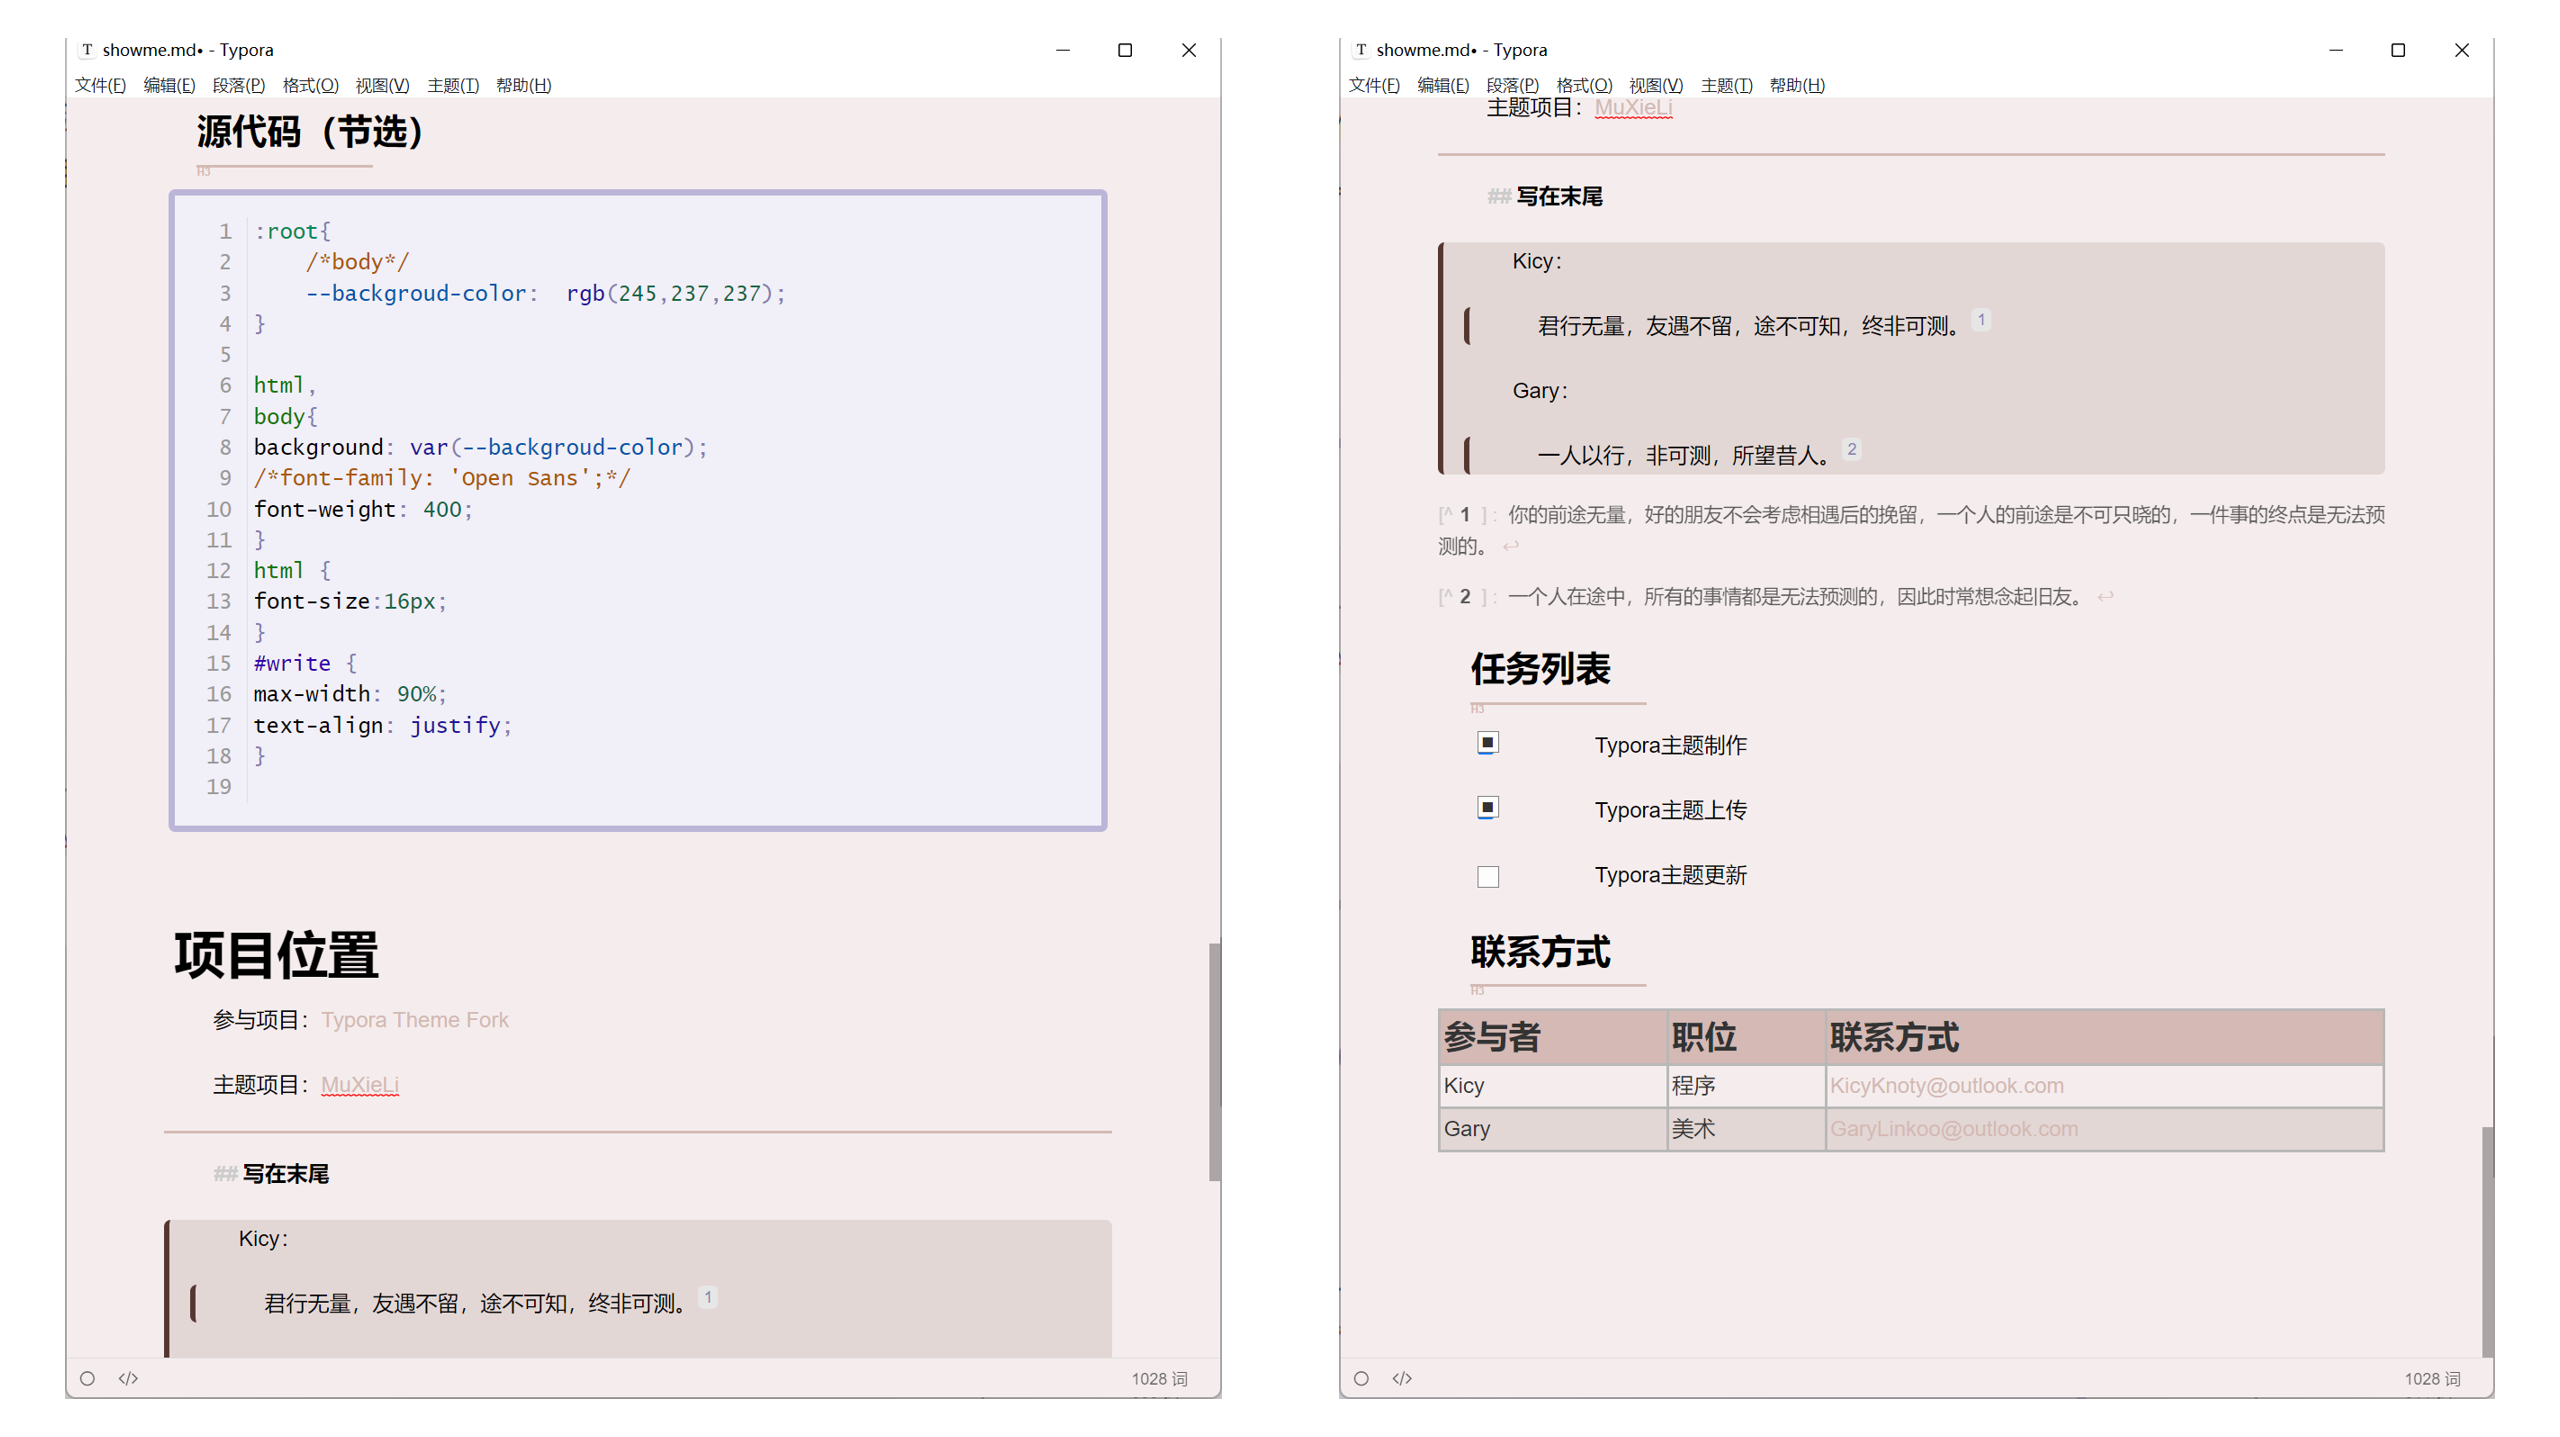 showme.md• - Typora
文件(F) 编辑(E) 段落(P) 格式(O) 视图(V) 主题(T) 帮助(H)
源代码（节选）
H3
1 :root{
2 /*body*/
3 --backgroud-color: rgb(245,237,237);
4 }
5
6 html,
7 body{
8 background: var(--backgroud-color);
9 /*font-family: 'Open Sans';*/
10 font-weight: 400;
11 }
12 html {
13 font-size:16px;
14 }
15 #write {
16 max-width: 90%;
17 text-align: justify;
18 }
19
项目位置
参与项目：Typora Theme Fork
主题项目：MuXieLi
## 写在末尾
Kicy：
君行无量，友遇不留，途不可知，终非可测。1
</> 1028 词
showme.md• - Typora
文件(F) 编辑(E) 段落(P) 格式(O) 视图(V) 主题(T) 帮助(H)
主题项目：MuXieLi
## 写在末尾
Kicy：
君行无量，友遇不留，途不可知，终非可测。1
Gary：
一人以行，非可测，所望昔人。2
[^ 1 ]：你的前途无量，好的朋友不会考虑相遇后的挽留，一个人的前途是不可只晓的，一件事的终点是无法预
测的。 ↩
[^ 2 ]：一个人在途中，所有的事情都是无法预测的，因此时常想念起旧友。 ↩
任务列表
H3
Typora主题制作
Typora主题上传
Typora主题更新
联系方式
H3
参与者 职位 联系方式
Kicy 程序 KicyKnoty@outlook.com
Gary 美术 GaryLinkoo@outlook.com
</> 1028 词